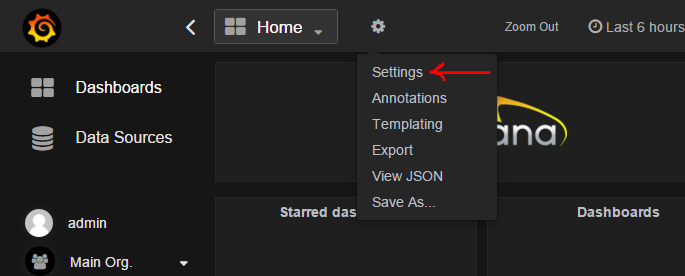 Home
Zoom Out
Last 6 hours
Dashboards
Data Sources
admin
Main Org.
Settings
Annotations
Templating
Export
View JSON
Save As...
ana
Starred das
Dashboards